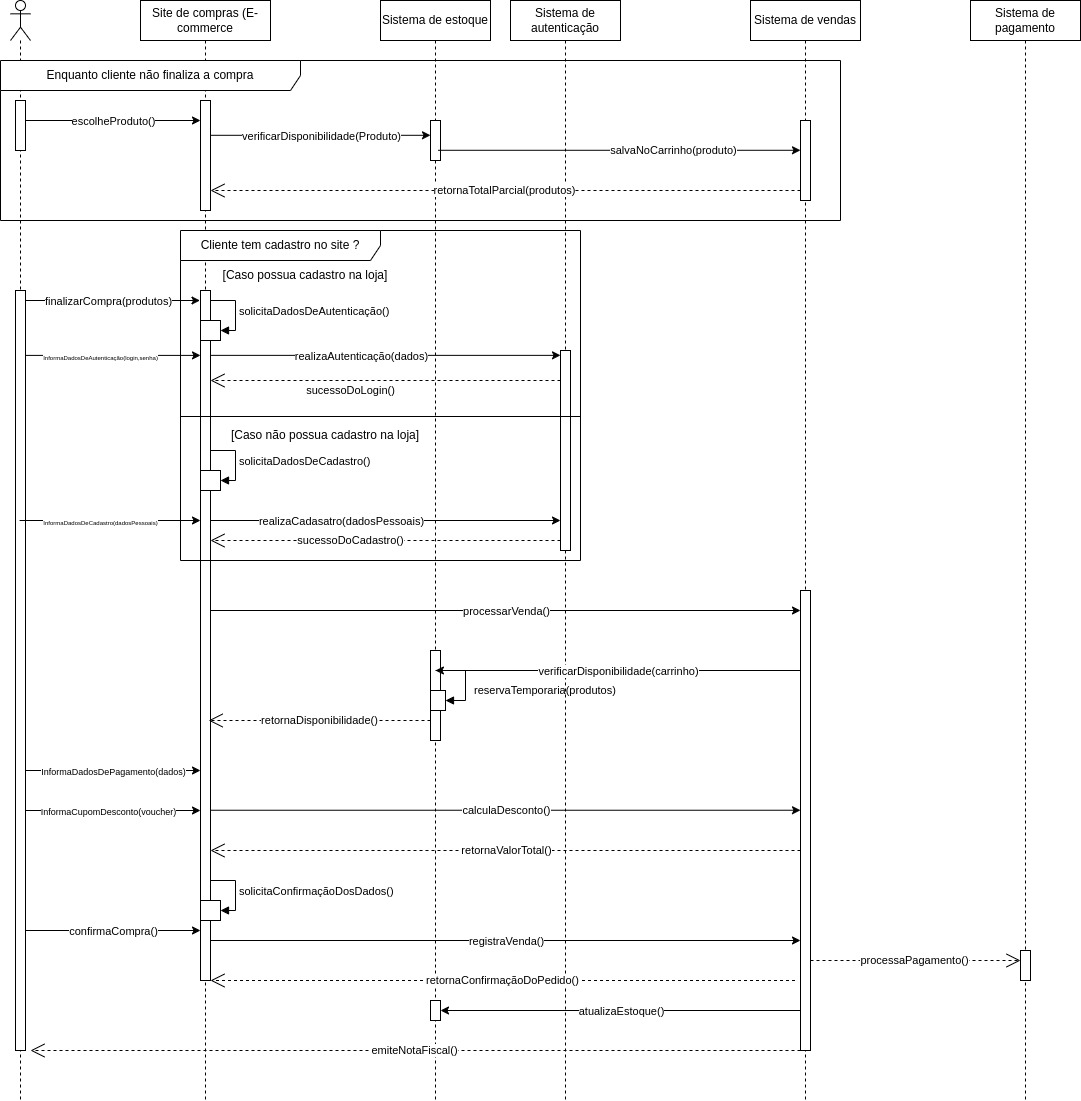 Site de compras (E-
commerce
Sistema de estoque
Sistema de
autenticação
Sistema de vendas
Sistema de
pagamento
Enquanto cliente não finaliza a compra
escolheProduto()
verificarDisponibilidade(Produto)
salvaNoCarrinho(produto)
retornaTotalParcial(produtos)
Cliente tem cadastro no site ?
[Caso possua cadastro na loja]
finalizarCompra(produtos)
solicitaDadosDeAutenticação()
InformaDadosDeAutenticação(login,senha)
realizaAutenticação(dados)
sucessoDoLogin()
[Caso não possua cadastro na loja]
solicitaDadosDeCadastro()
InformaDadosDeCadastro(dadosPessoais)
realizaCadasatro(dadosPessoais)
sucessoDoCadastro()
processarVenda()
verificarDisponibilidade(carrinho)
reservaTemporaria(produtos)
retornaDisponibilidade()
InformaDadosDePagamento(dados)
InformaCupomDesconto(voucher)
calculaDesconto()
retornaValorTotal()
solicitaConfirmaçãoDosDados()
confirmaCompra()
registraVenda()
processaPagamento()
retornaConfirmaçãoDoPedido()
atualizaEstoque()
emiteNotaFiscal()